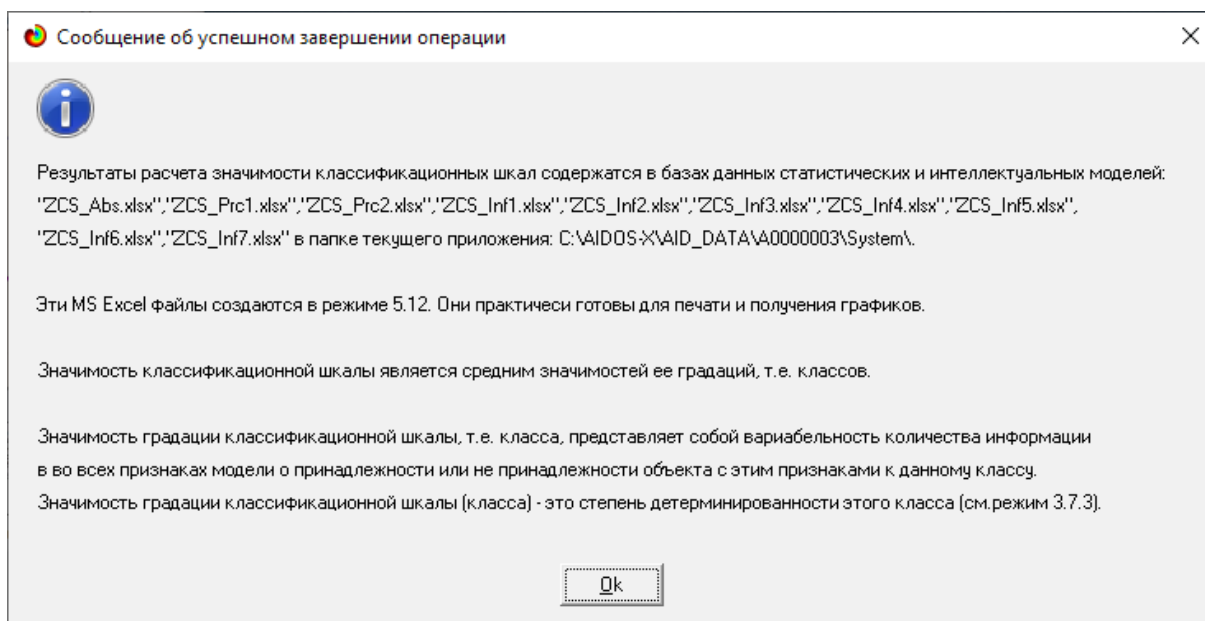 Сообщение об успешном завершении операции
Результаты расчета значимости классификационных шкал содержатся в базах данных статистических и интеллектуальных моделей:
"ZCS_Abs.xlsx","ZCS_Prc1.xlsx","ZCS_Prc2.xlsx","ZCS_Inf1.xlsx","ZCS_Inf2.xlsx","ZCS_Inf3.xlsx","ZCS_Inf4.xlsx","ZCS_Inf5.xlsx",
"ZCS_Inf6.xlsx","ZCS_Inf7.xlsx" в папке текущего приложения: C:\AIDOS-X\AID_DATA\A0000003\System\.
Эти MS Excel файлы создаются в режиме 5.12. Они практичеси готовы для печати и получения графиков.
Значимость классификационной шкалы является средним значимостей ее градаций, т.е. классов.
Значимость градации классификационной шкалы, т.е. класса, представляет собой вариабельность количества информации
в во всех признаках модели о принадлежности или не принадлежности объекта с этим признаками к данному классу.
Значимость градации классификационной шкалы (класса) - это степень детерминированности этого класса (см.режим 3.7.3).
Ok